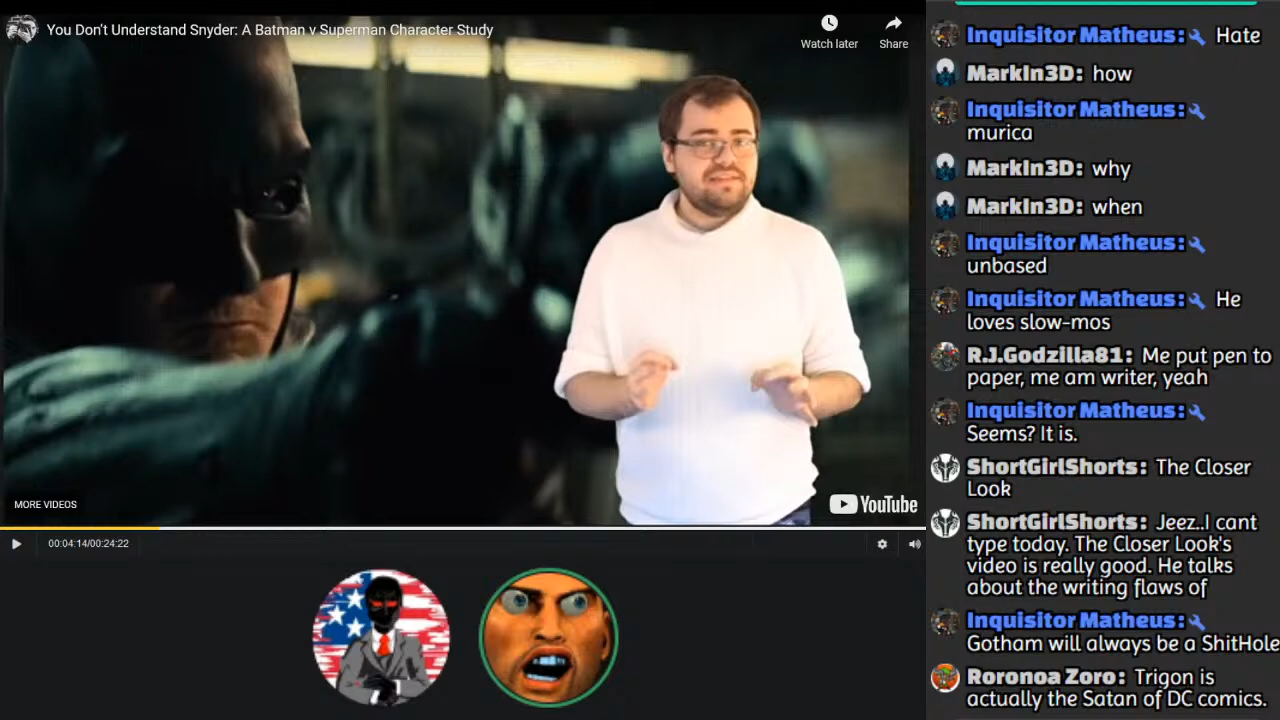 You Don't Understand Snyder: A Batman v Superman Character Study
Watch later
Share
MORE VIDEOS
YouTube
00:04:14/00:24:22
Inquisitor Matheus: Hate
MarkIn3D: how
Inquisitor Matheus:
murica
MarkIn3D: why
MarkIn3D: when
Inquisitor Matheus:
unbased
Inquisitor Matheus: He
loves slow-mos
R.J.Godzilla81: Me put pen to
paper, me am writer, yeah
Inquisitor Matheus:
Seems? It is.
ShortGirlShorts: The Closer
Look
ShortGirlShorts: Jeez..I cant
type today. The Closer Look's
video is really good. He talks
about the writing flaws of
Inquisitor Matheus:
Gotham will always be a ShitHole
Roronoa Zoro: Trigon is
actually the Satan of DC comics.